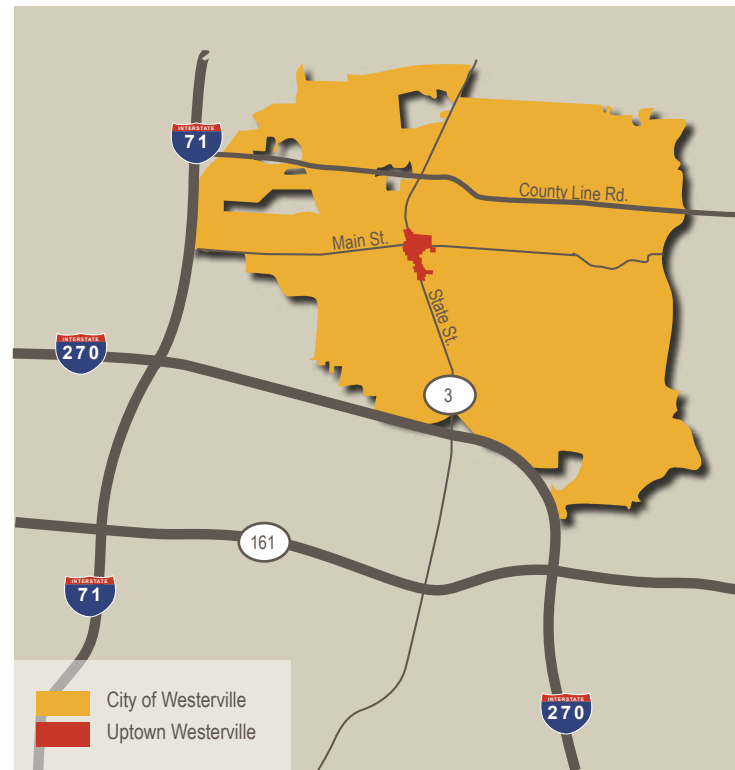 INTERSTATE
71
County Line Rd.
Main St.
State St.
INTERSTATE
270
3
161
INTERSTATE
71
INTERSTATE
270
City of Westerville
Uptown Westerville